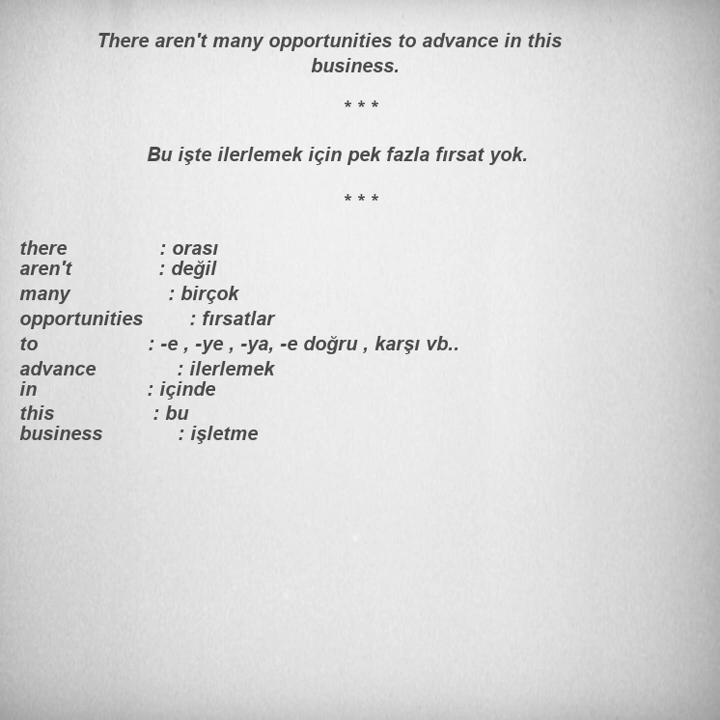 There aren't many opportunities to advance in this
business.
* * *
Bu işte ilerlemek için pek fazla fırsat yok.
* * *
there : orası
aren't : değil
many : birçok
opportunities : fırsatlar
to : -e , -ye , -ya, -e doğru , karşı vb..
advance : ilerlemek
in : içinde
this : bu
business : işletme